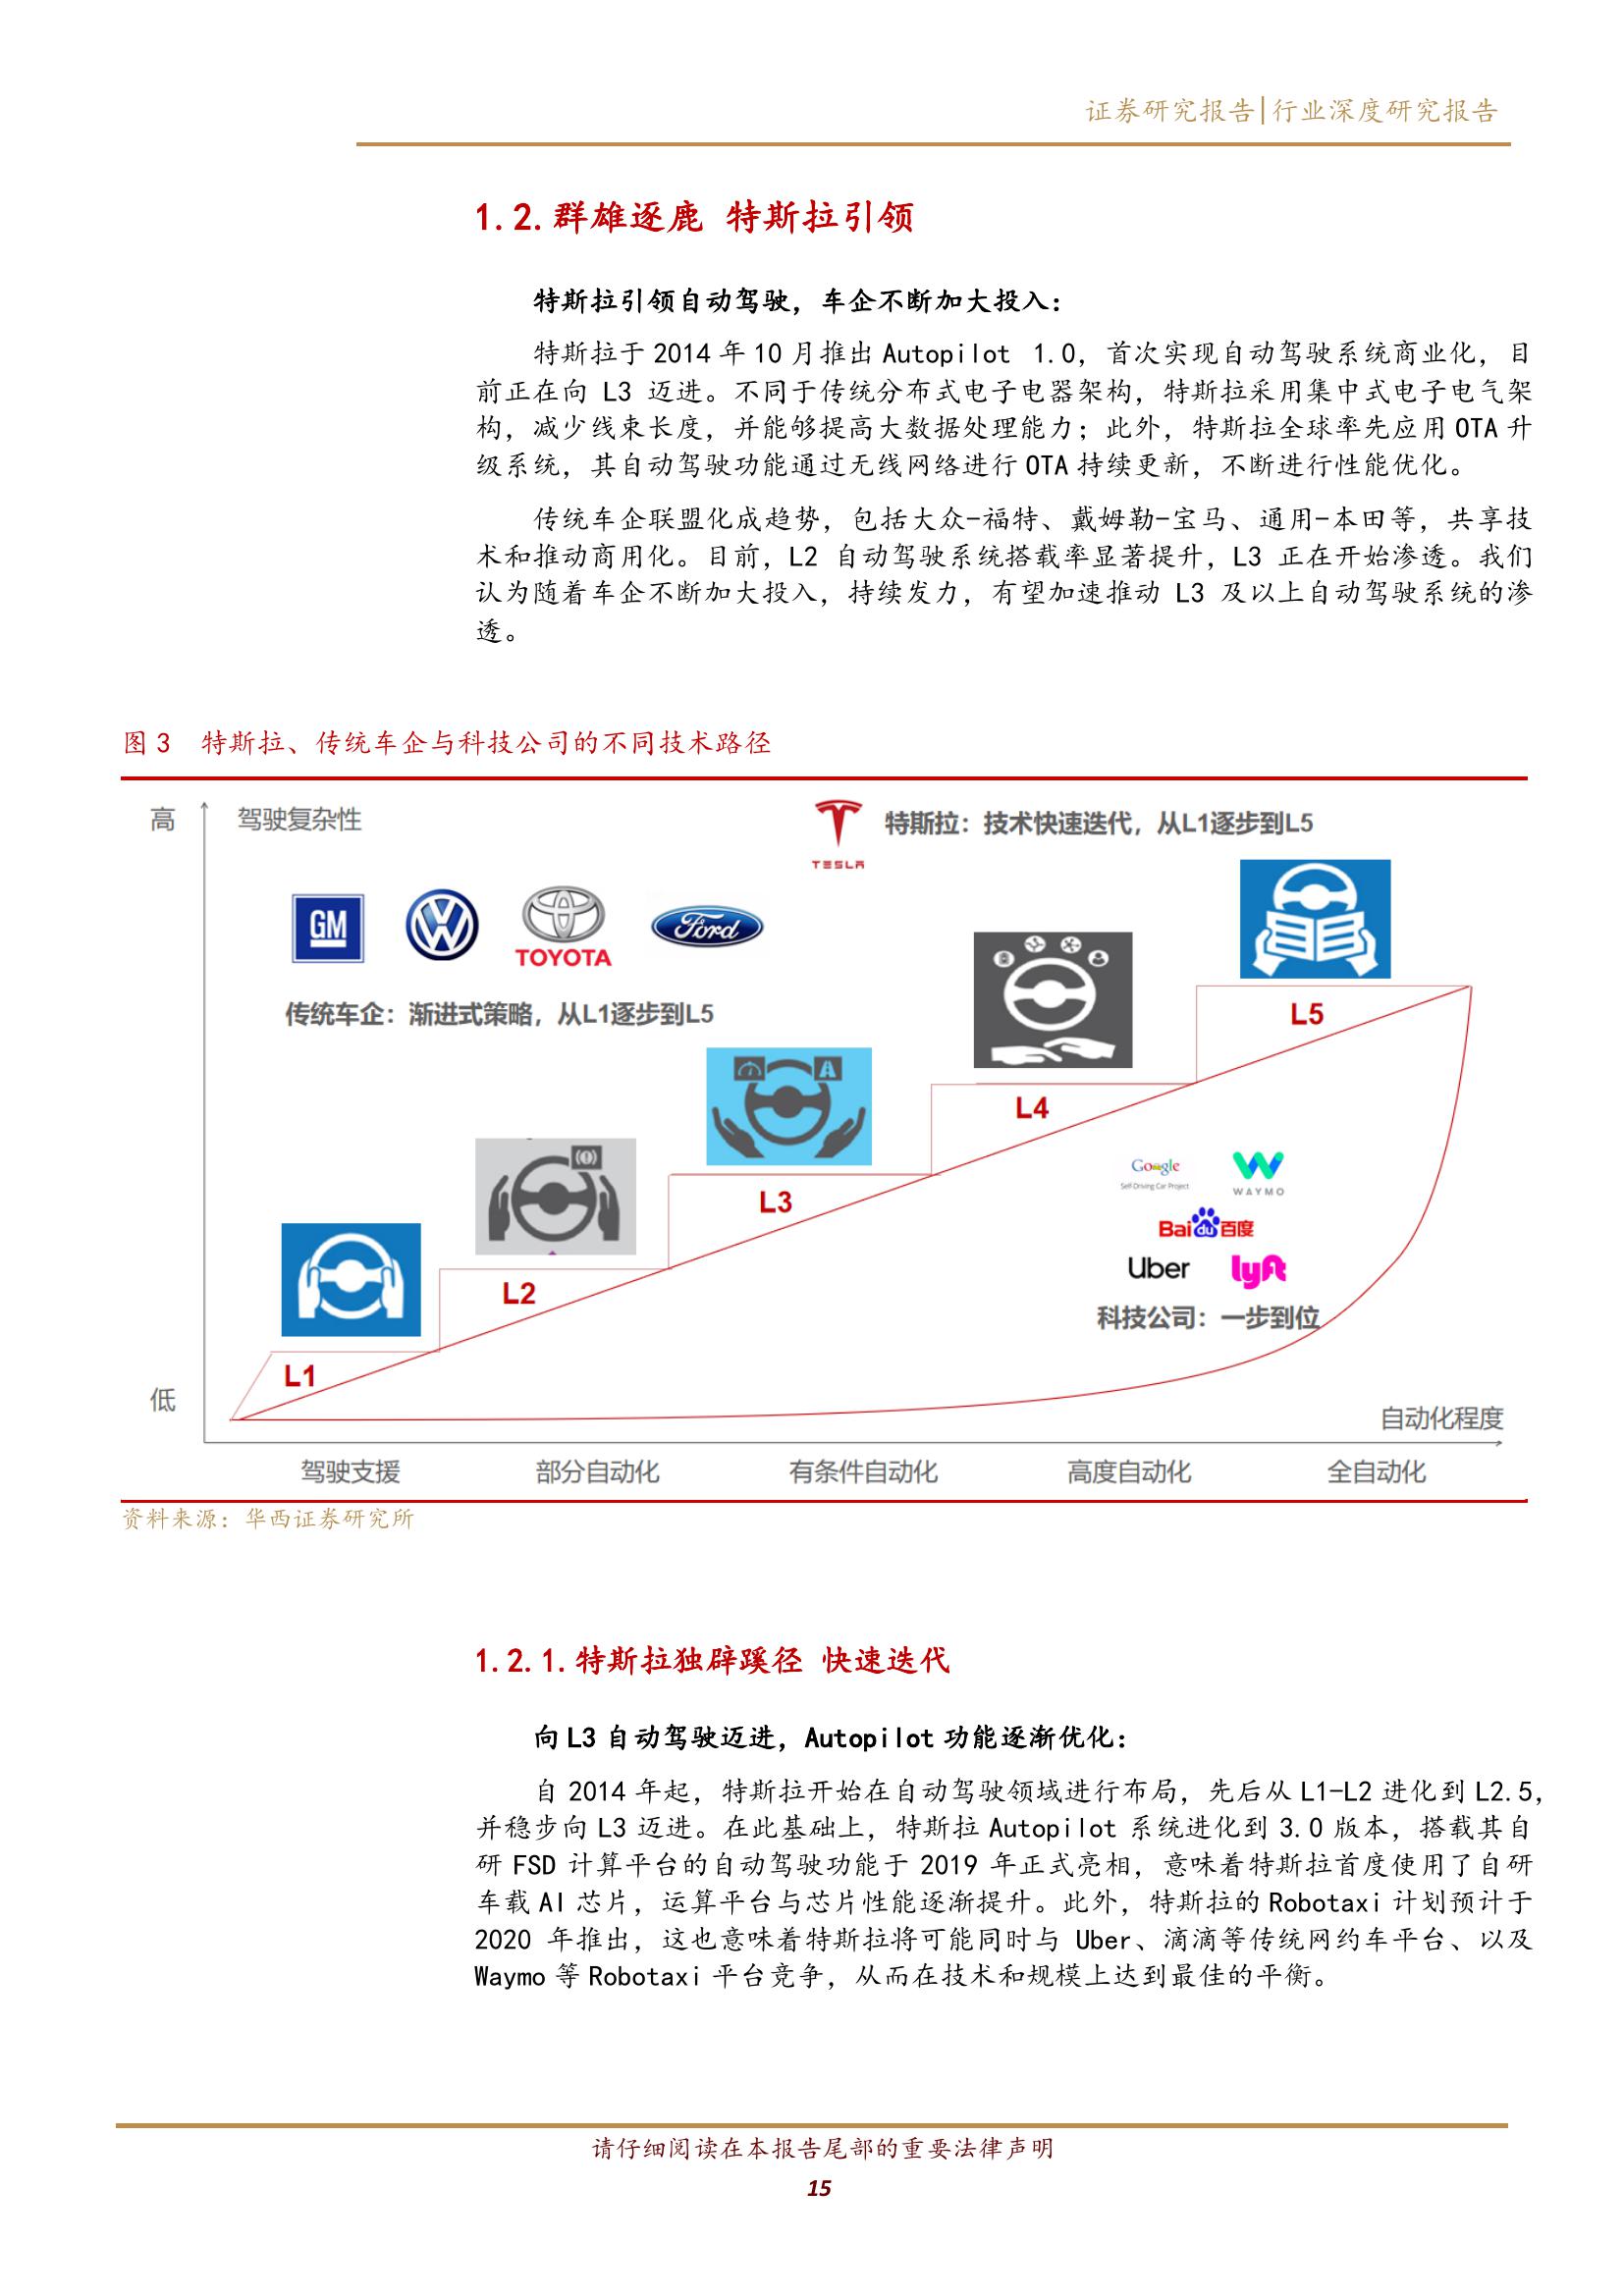 证券研究报告|行业深度研究报告
1.2.群雄逐鹿 特斯拉引领
特斯拉引领自动驾驶，车企不断加大投入：
特斯拉于 2014 年 10 月推出 Autopilot 1.0，首次实现自动驾驶系统商业化，目
前正在向 L3 迈进。不同于传统分布式电子电器架构，特斯拉采用集中式电子电气架
构，减少线束长度，并能够提高大数据处理能力；此外，特斯拉全球率先应用 OTA 升
级系统，其自动驾驶功能通过无线网络进行 OTA 持续更新，不断进行性能优化。
传统车企联盟化成趋势，包括大众-福特、戴姆勒-宝马、通用-本田等，共享技
术和推动商用化。目前，L2 自动驾驶系统搭载率显著提升，L3 正在开始渗透。我们
认为随着车企不断加大投入，持续发力，有望加速推动 L3 及以上自动驾驶系统的渗
透。
图 3 特斯拉、传统车企与科技公司的不同技术路径
高
驾驶复杂性
TESLA
特斯拉：技术快速迭代，从L1逐步到L5
GM
VW
TOYOTA
Ford
传统车企：渐进式策略，从L1逐步到L5
L5
L4
L3
L2
L1
Google
Self-Driving Car Project
WAYMO
Baidu百度
Uber
lyft
科技公司：一步到位
低
自动化程度
驾驶支援
部分自动化
有条件自动化
高度自动化
全自动化
资料来源：华西证券研究所
1.2.1.特斯拉独辟蹊径 快速迭代
向 L3 自动驾驶迈进，Autopilot 功能逐渐优化：
自 2014 年起，特斯拉开始在自动驾驶领域进行布局，先后从 L1-L2 进化到 L2.5，
并稳步向 L3 迈进。在此基础上，特斯拉 Autopilot 系统进化到 3.0 版本，搭载其自
研 FSD 计算平台的自动驾驶功能于 2019 年正式亮相，意味着特斯拉首度使用了自研
车载 AI 芯片，运算平台与芯片性能逐渐提升。此外，特斯拉的 Robotaxi 计划预计于
2020 年推出，这也意味着特斯拉将可能同时与 Uber、滴滴等传统网约车平台、以及
Waymo 等 Robotaxi 平台竞争，从而在技术和规模上达到最佳的平衡。
请仔细阅读在本报告尾部的重要法律声明
15